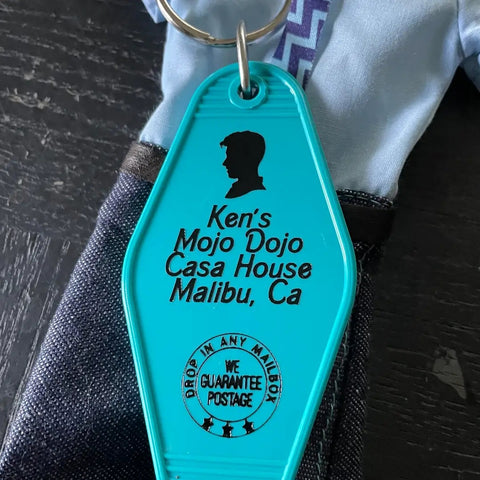 Ken's
Mojo Dojo
Casa House
Malibu, Ca
DROP IN ANY MAILBOX
WE
GUARANTEE
POSTAGE